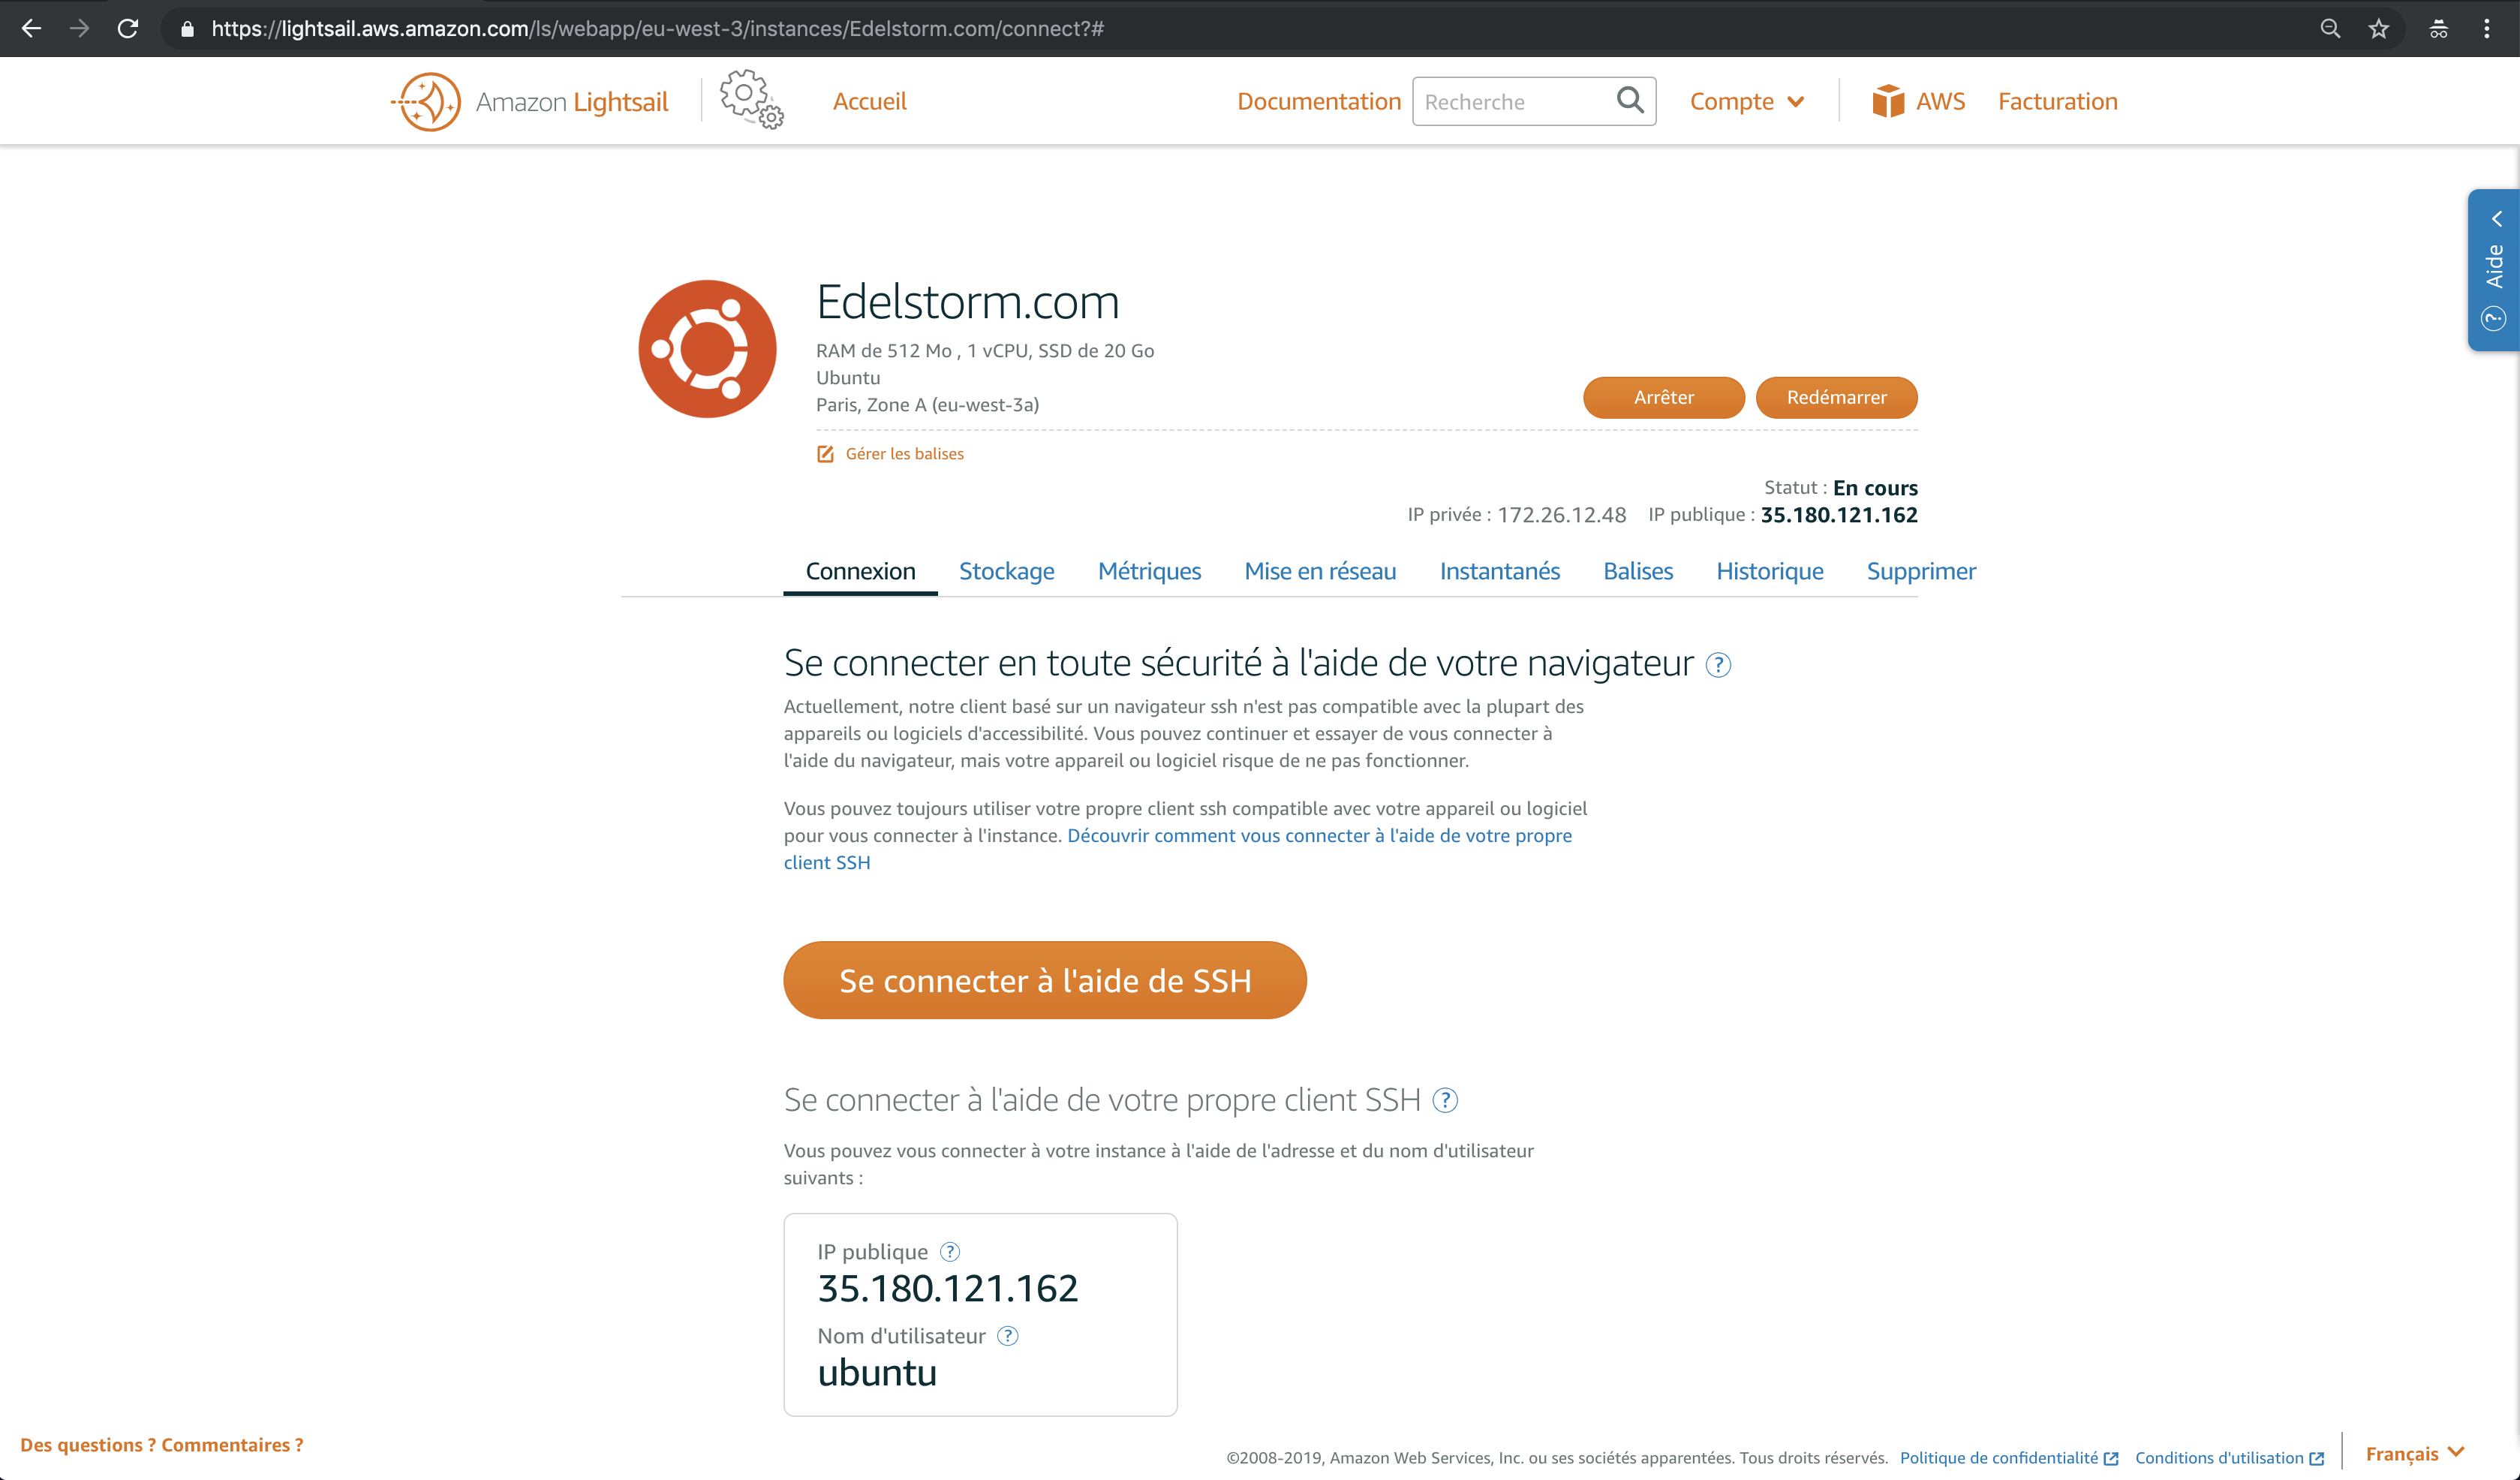 https://lightsail.aws.amazon.com/ls/webapp/eu-west-3/instances/Edelstorm.com/connect?#
Amazon Lightsail
Accueil
Documentation
Recherche
Compte
AWS
Facturation
Aide
Edelstorm.com
RAM de 512 Mo , 1 vCPU, SSD de 20 Go
Ubuntu
Paris, Zone A (eu-west-3a)
Arrêter
Redémarrer
Gérer les balises
Statut : En cours
IP privée : 172.26.12.48 IP publique : 35.180.121.162
Connexion Stockage Métriques Mise en réseau Instantanés Balises Historique Supprimer
Se connecter en toute sécurité à l'aide de votre navigateur ?
Actuellement, notre client basé sur un navigateur ssh n'est pas compatible avec la plupart des
appareils ou logiciels d'accessibilité. Vous pouvez continuer et essayer de vous connecter à
l'aide du navigateur, mais votre appareil ou logiciel risque de ne pas fonctionner.
Vous pouvez toujours utiliser votre propre client ssh compatible avec votre appareil ou logiciel
pour vous connecter à l'instance. Découvrir comment vous connecter à l'aide de votre propre
client SSH
Se connecter à l'aide de SSH
Se connecter à l'aide de votre propre client SSH ?
Vous pouvez vous connecter à votre instance à l'aide de l'adresse et du nom d'utilisateur
suivants :
IP publique ?
35.180.121.162
Nom d'utilisateur ?
ubuntu
Des questions ? Commentaires ?
©2008-2019, Amazon Web Services, Inc. ou ses sociétés apparentées. Tous droits réservés. Politique de confidentialité Conditions d'utilisation
Français